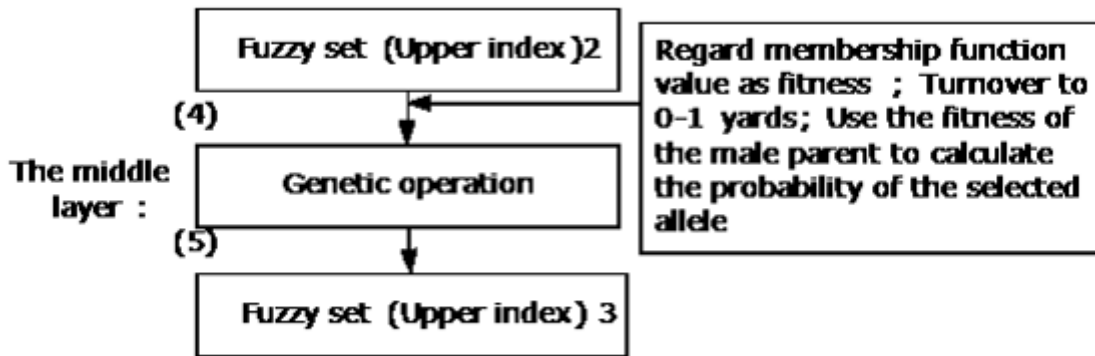 Fuzzy set (Upper index)2
(4)
Regard membership function
value as fitness ; Turnover to
0-1 yards; Use the fitness of
the male parent to calculate
the probability of the selected
allele
The middle
layer :
Genetic operation
(5)
Fuzzy set (Upper index) 3